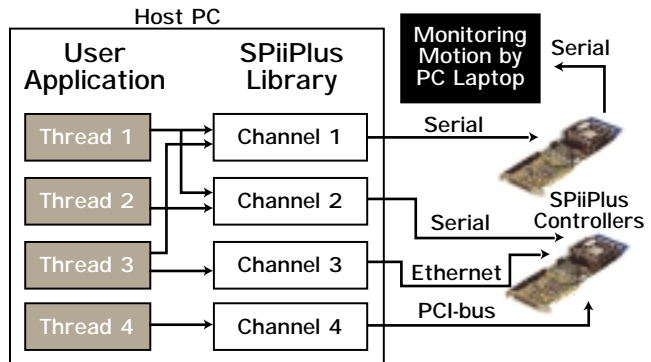 Host PC
User
Application
SPiiPlus
Library
Monitoring
Motion by
PC Laptop
Serial
Thread 1
Channel 1
Serial
Thread 2
Channel 2
Serial
SPiiPlus
Controllers
Thread 3
Channel 3
Ethernet
Thread 4
Channel 4
PCI-bus